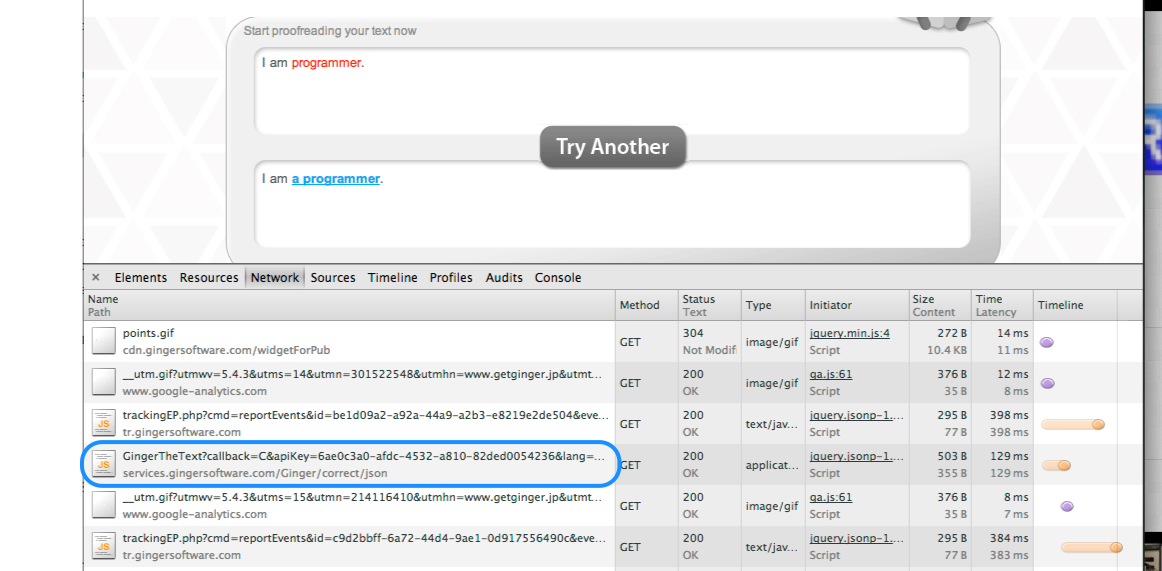 Start proofreading your text now
I am programmer.
Try Another
I am a programmer.
× Elements Resources Network Sources Timeline Profiles Audits Console
Name Method Status Type Initiator Size Time Timeline
Path Text Content Latency
points.gif GET 304 image/gif jquery.min.js:4 272 B 14 ms
cdn.gingersoftware.com/widgetForPub Not Modifi Script 10.4 KB 11 ms
__utm.gif?utmwv=5.4.3&utms=14&utmn=301522548&utmhn=www.getginger.jp&utmt... GET 200 image/gif ga.js:61 376 B 12 ms
www.google-analytics.com OK Script 35 B 8 ms
trackingEP.php?cmd=reportEvents&id=be1d09a2-a92a-44a9-a2b3-e8219e2de504&eve... GET 200 text/jav... jquery.jsonp-1.... 295 B 398 ms
tr.gingersoftware.com OK Script 77 B 398 ms
GingerTheText?callback=C&apiKey=6ae0c3a0-afdc-4532-a810-82ded0054236&lang=... GET 200 applicat... jquery.jsonp-1.... 503 B 129 ms
services.gingersoftware.com/Ginger/correct/json OK Script 355 B 129 ms
__utm.gif?utmwv=5.4.3&utms=15&utmn=214116410&utmhn=www.getginger.jp&utmt... GET 200 image/gif ga.js:61 376 B 8 ms
www.google-analytics.com OK Script 35 B 7 ms
trackingEP.php?cmd=reportEvents&id=c9d2bbff-6a72-44d4-9ae1-0d917556490c&eve... GET 200 text/jav... jquery.jsonp-1.... 295 B 384 ms
tr.gingersoftware.com OK Script 77 B 383 ms